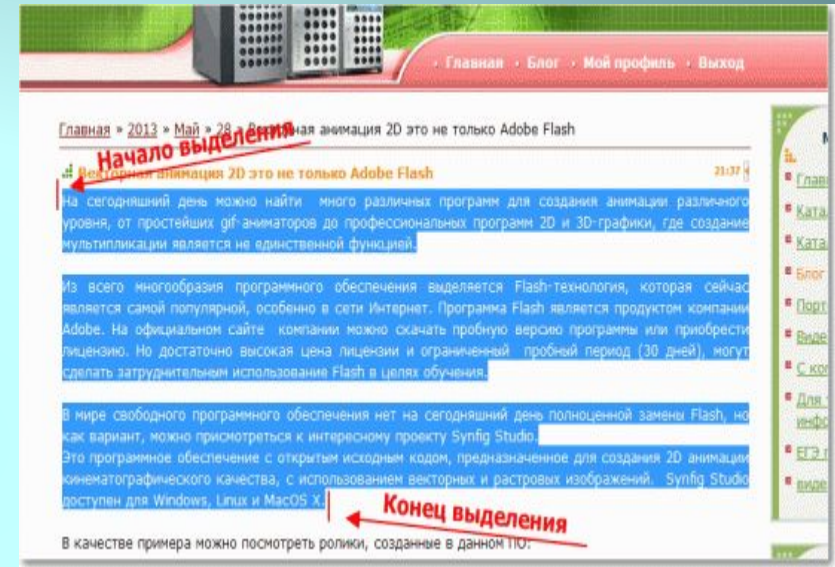 Главная · Блог · Мой профиль · Выход
Главная » 2013 » Май » 28 » Векторная анимация 2D это не только Adobe Flash
Начало выделения
Векторная анимация 2D это не только Adobe Flash 21:37
На сегодняшний день можно найти много различных программ для создания анимации различного
уровня, от простейших gif-аниматоров до профессиональных программ 2D и 3D-графики, где создание
мультипликации является не единственной функцией.
Из всего многообразия программного обеспечения выделяется Flash-технология, которая сейчас
является самой популярной, особенно в сети Интернет. Программа Flash является продуктом компании
Adobe. На официальном сайте компании можно скачать пробную версию программы или приобрести
лицензию. Но достаточно высокая цена лицензии и ограниченный пробный период (30 дней), могут
сделать затруднительным использование Flash в целях обучения.
В мире свободного программного обеспечения нет на сегодняшний день полноценной замены Flash, но
как вариант, можно присмотреться к интересному проекту Synfig Studio.
Это программное обеспечение с открытым исходным кодом, предназначенное для создания 2D анимации
кинематографического качества, с использованием векторных и растровых изображений. Synfig Studio
доступен для Windows, Linux и MacOS X.
Конец выделения
В качестве примера можно посмотреть ролики, созданные в данном ПО:
Блог
Для
ЕГЭ